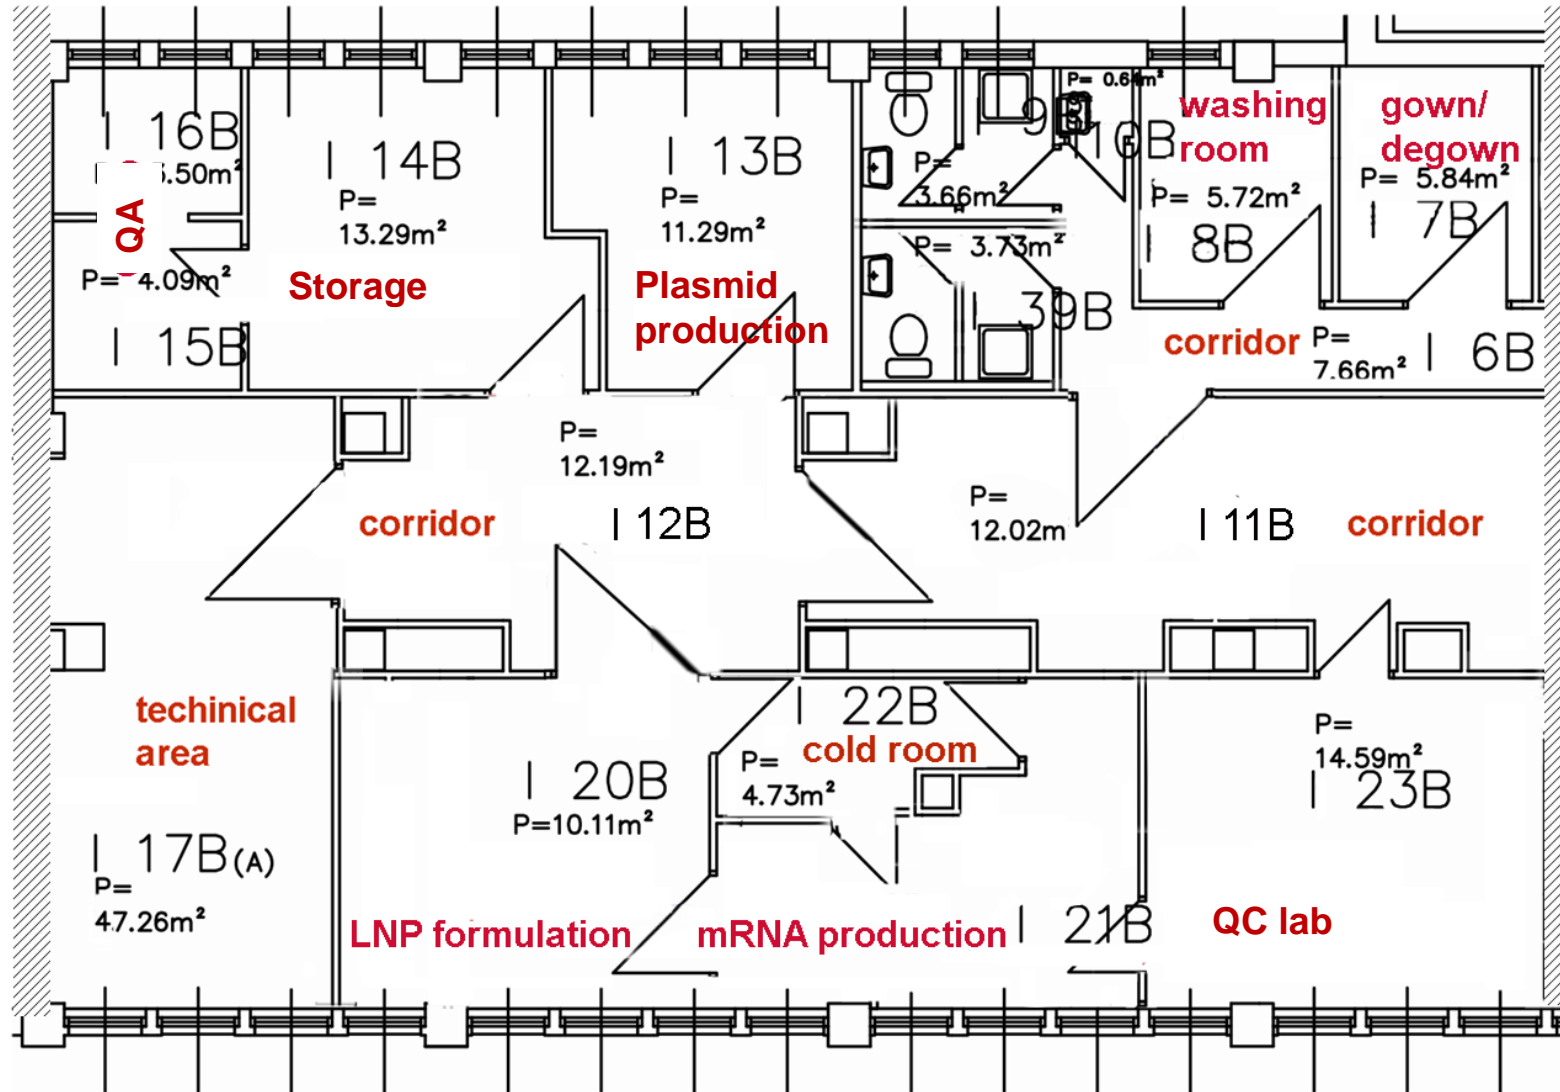 I 16B
5.50m²
QA
P= 4.09m²
I 15B
I 14B
P=
13.29m²
Storage
I 13B
P=
11.29m²
Plasmid
production
P=
3.66m²
I 9
P= 3.73m²
I 39B
P= 0.64m²
10B
washing
room
P= 5.72m²
I 8B
gown/
degown
P= 5.84m²
I 7B
corridor
P=
7.66m²
I 6B
P=
12.19m²
corridor
I 12B
P=
12.02m
I 11B
corridor
techinical
area
I 17B(A)
P=
47.26m²
I 20B
P=10.11m²
LNP formulation
I 22B
cold room
P=
4.73m²
mRNA production
I 21B
P=
14.59m²
I 23B
QC lab